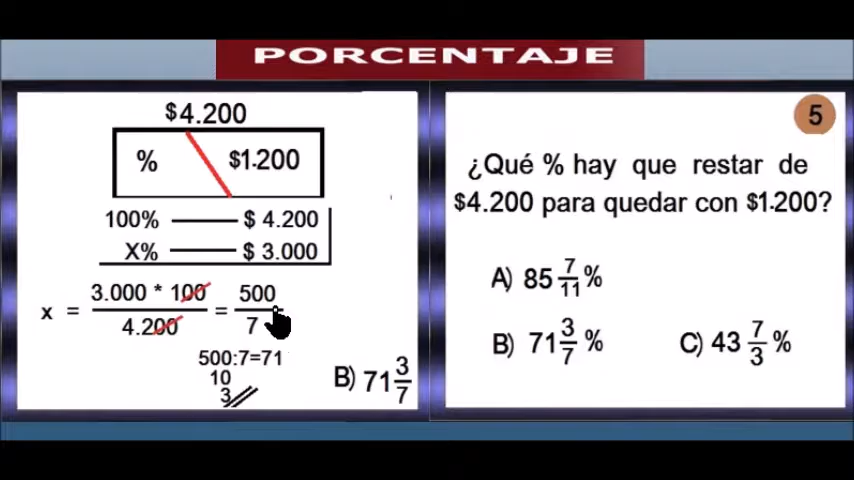 PORCENTAJE
$4.200
% $1.200
100% $ 4.200
X% $ 3.000
x = 3.000 * 100 / 4.200 = 500 / 7
500:7=71
10
3
B) 71 3/7
5
¿Qué % hay que restar de
$4.200 para quedar con $1.200?
A) 85 7/11 %
B) 71 3/7 % C) 43 7/3 %